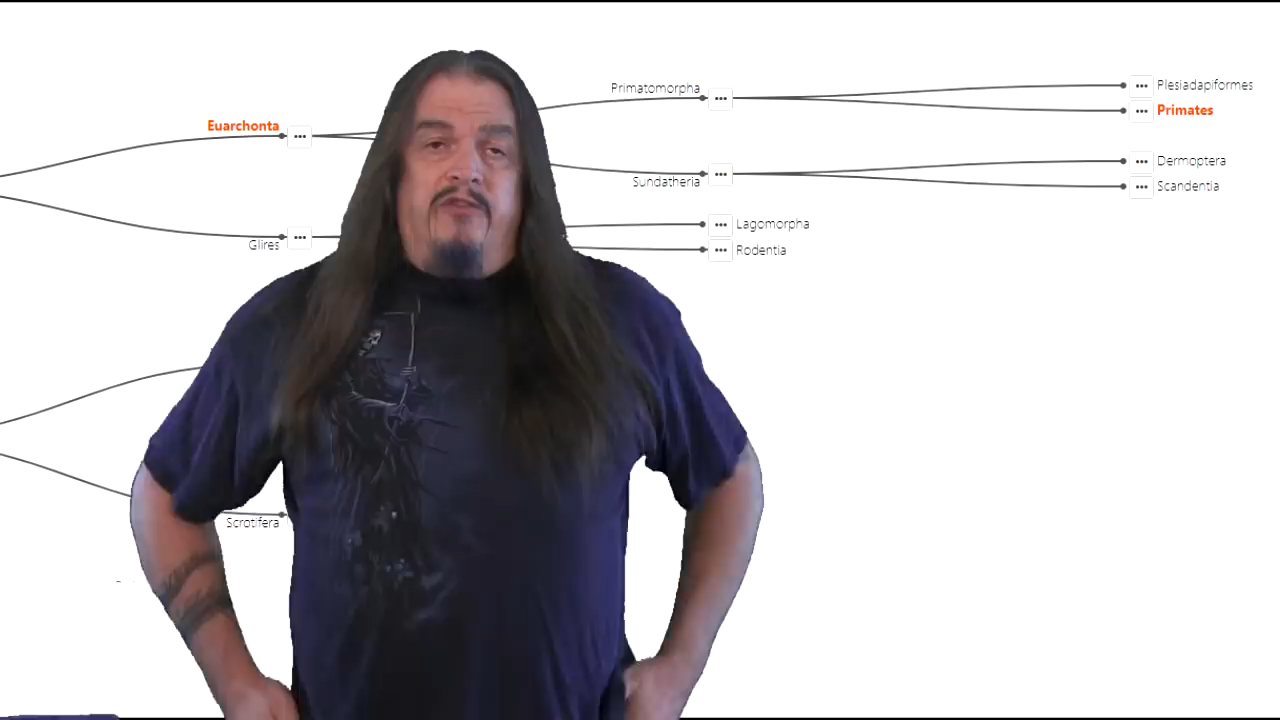 Plesiadapiformes
Primatomorpha
Primates
Euarchonta
Dermoptera
Sundatheria
Scandentia
Lagomorpha
Glires
Rodentia
Scrotifera